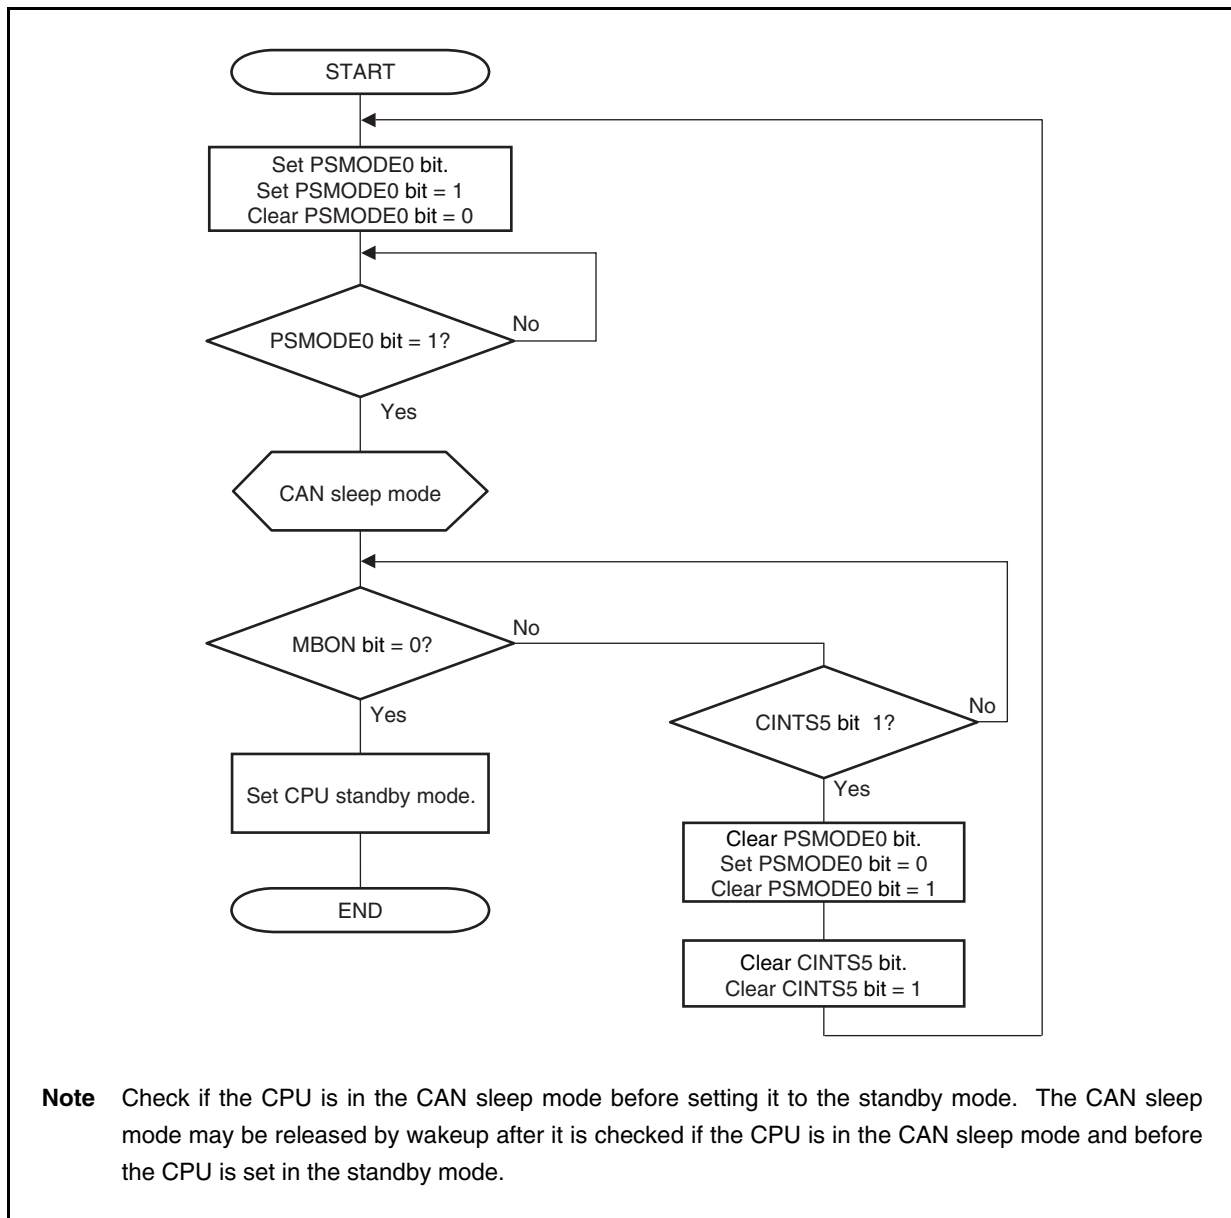 START
Set PSMODE0 bit.
Set PSMODE0 bit = 1
Clear PSMODE0 bit = 0
PSMODE0 bit = 1?
No
Yes
CAN sleep mode
MBON bit = 0?
No
Yes
CINTS5 bit  1?
No
Yes
Set CPU standby mode.
Clear PSMODE0 bit.
Set PSMODE0 bit = 0
Clear PSMODE0 bit = 1
END
Clear CINTS5 bit.
Clear CINTS5 bit = 1
Note Check if the CPU is in the CAN sleep mode before setting it to the standby mode. The CAN sleep
mode may be released by wakeup after it is checked if the CPU is in the CAN sleep mode and before
the CPU is set in the standby mode.